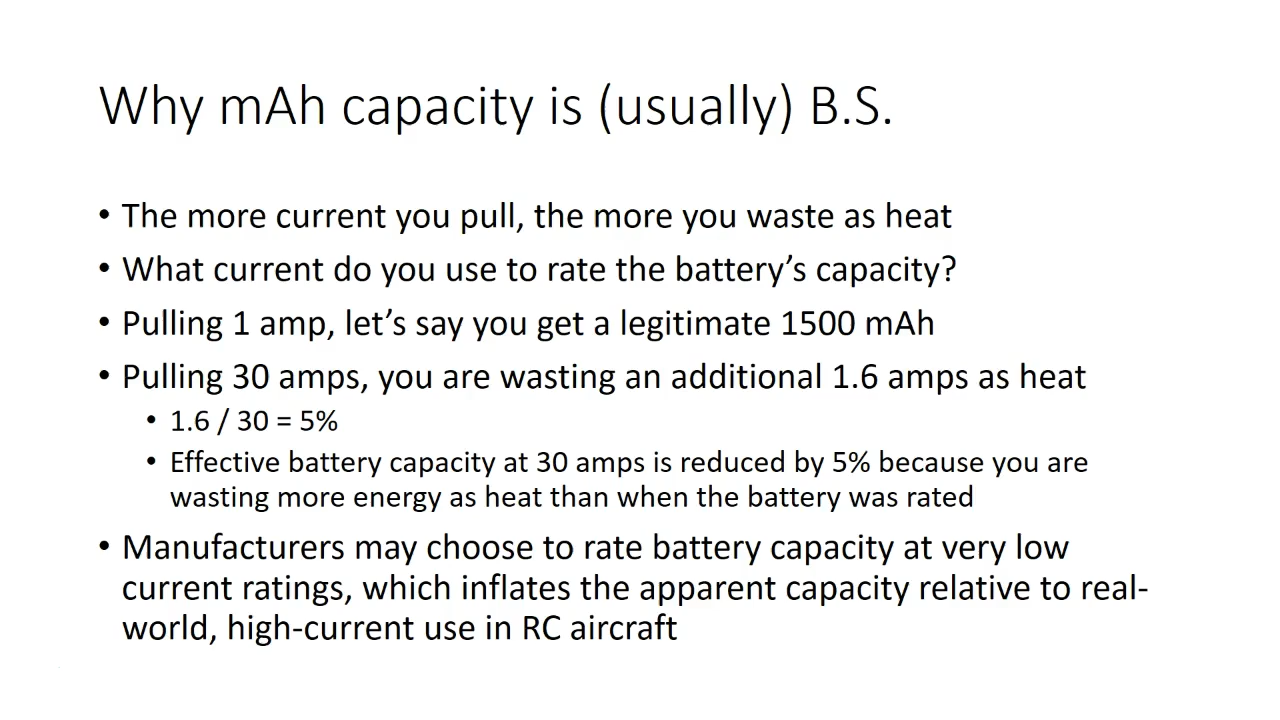 Why mAh capacity is (usually) B.S.
• The more current you pull, the more you waste as heat
• What current do you use to rate the battery’s capacity?
• Pulling 1 amp, let’s say you get a legitimate 1500 mAh
• Pulling 30 amps, you are wasting an additional 1.6 amps as heat
• 1.6 / 30 = 5%
• Effective battery capacity at 30 amps is reduced by 5% because you are
wasting more energy as heat than when the battery was rated
• Manufacturers may choose to rate battery capacity at very low
current ratings, which inflates the apparent capacity relative to real-
world, high-current use in RC aircraft